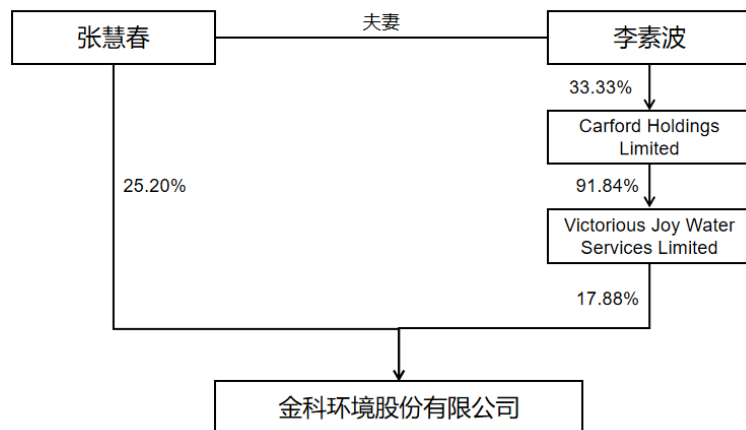 夫妻
张慧春
李素波
33.33%
Carford Holdings
Limited
25.20%
91.84%
Victorious Joy Water
Services Limited
17.88%
金科环境股份有限公司